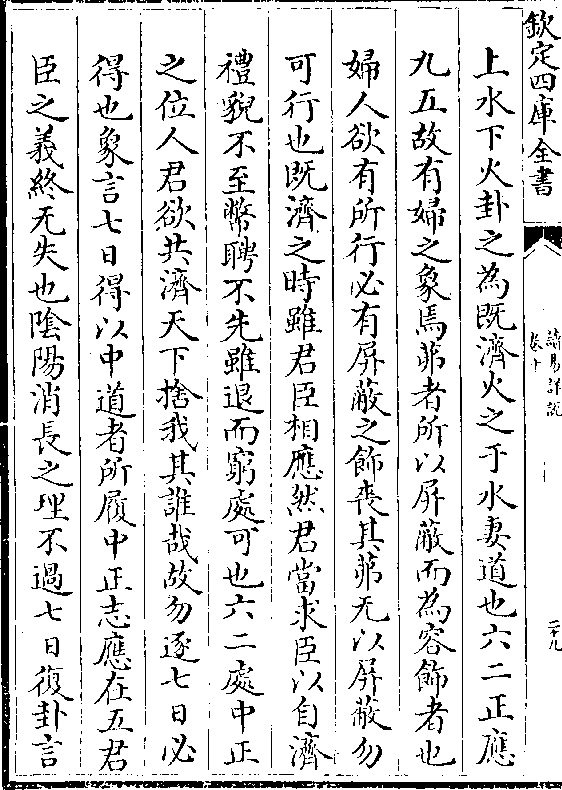 欽定四庫全書
讀易詳說
卷十
二十九
上水下火卦之為既濟火之于水妻道也六二正應
九五故有婦之象焉茀者所以屏蔽而為容飾者也
婦人欲有所行必有屏蔽之飾喪其茀无以屏蔽勿
可行也既濟之時雖君臣相應然君當求臣以自濟
禮貌不至幣聘不先雖退而窮處可也六二處中正
之位人君欲共濟天下捨我其誰哉故勿逐七日必
得也象言七日得以中道者所履中正志應在五君
臣之義終无失也陰陽消長之理不過七日復卦言